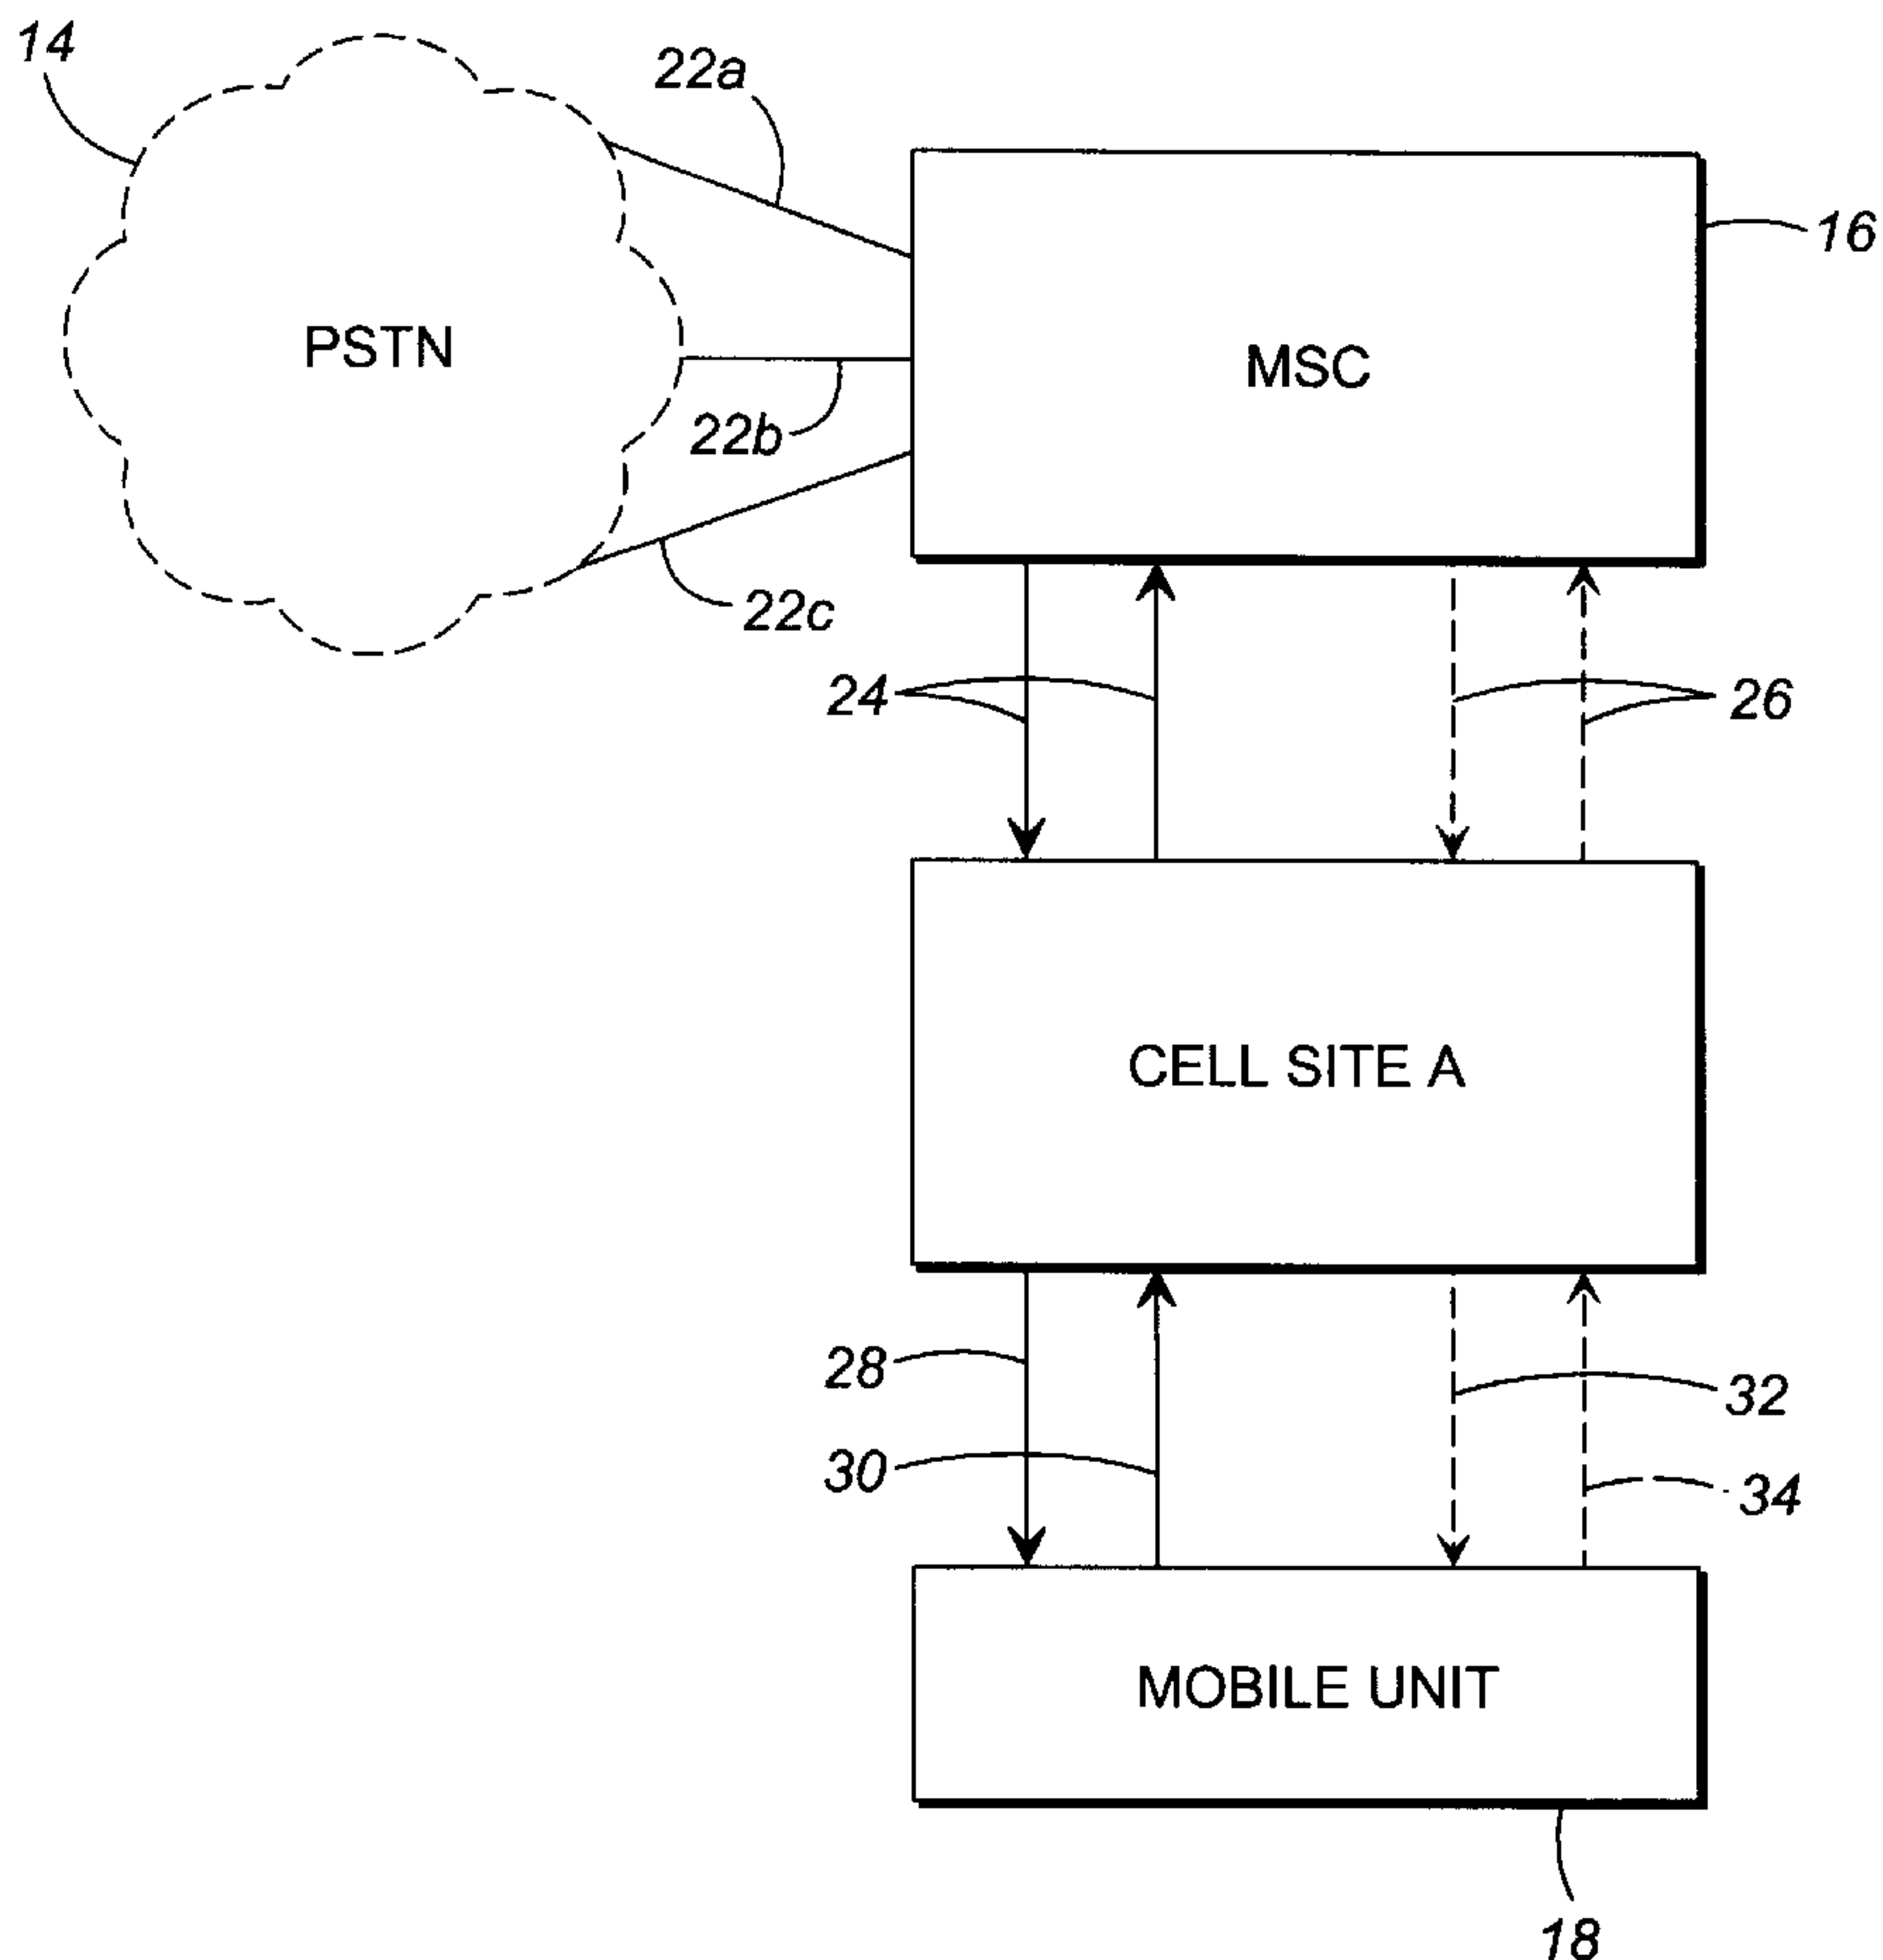 14
22a
16
PSTN
MSC
22b
22c
24
26
CELL SITE A
28
32
30
34
MOBILE UNIT
18